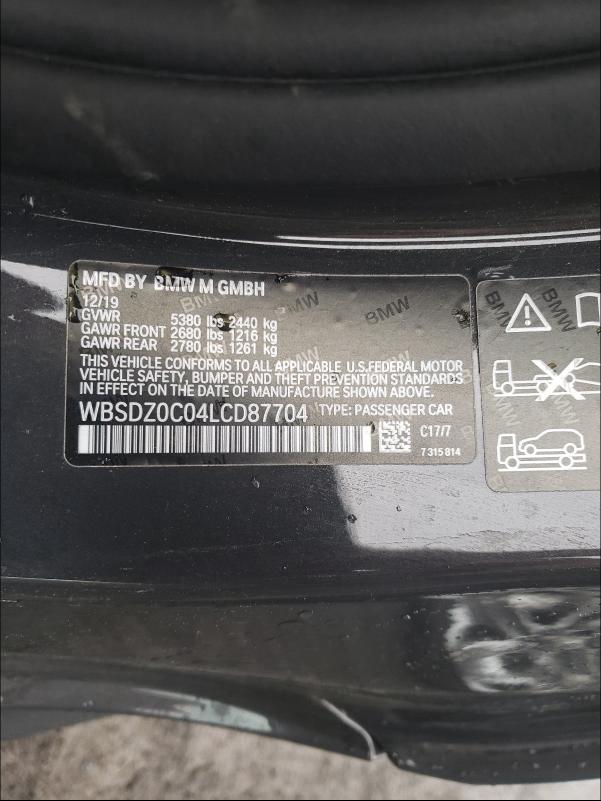 MFD BY BMW M GMBH
12/19
GVWR 5380 lbs 2440 kg
GAWR FRONT 2680 lbs 1216 kg
GAWR REAR 2780 lbs 1261 kg
THIS VEHICLE CONFORMS TO ALL APPLICABLE U.S.FEDERAL MOTOR
VEHICLE SAFETY, BUMPER AND THEFT PREVENTION STANDARDS
IN EFFECT ON THE DATE OF MANUFACTURE SHOWN ABOVE.
WBSDZ0C04LCD87704 TYPE: PASSENGER CAR
C17/7
7 315 814